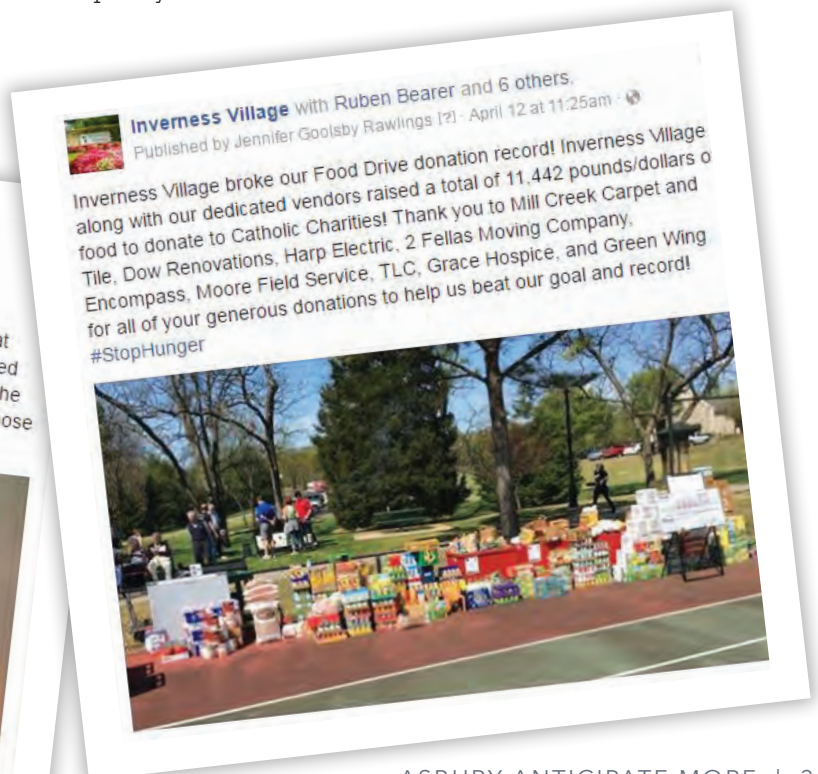 Inverness Village with Ruben Bearer and 6 others.
Published by Jennifer Goolsby Rawlings [?] · April 12 at 11:25am ·
Inverness Village broke our Food Drive donation record! Inverness Village
along with our dedicated vendors raised a total of 11,442 pounds/dollars o
food to donate to Catholic Charities! Thank you to Mill Creek Carpet and
Tile, Dow Renovations, Harp Electric, 2 Fellas Moving Company,
Encompass, Moore Field Service, TLC, Grace Hospice, and Green Wing
for all of your generous donations to help us beat our goal and record!
#StopHunger
at
ed
he
ose
ASBURY ANTICIPATE MORE |